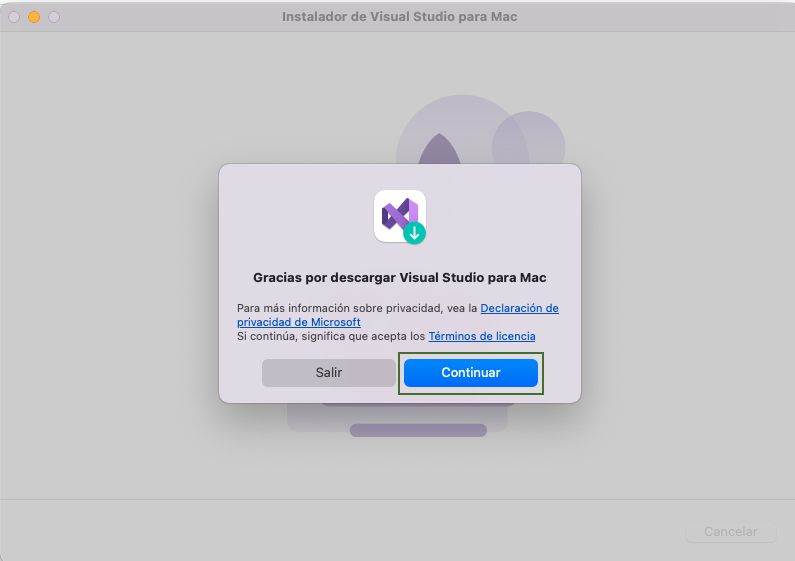 Instalador de Visual Studio para Mac
Gracias por descargar Visual Studio para Mac
Para más información sobre privacidad, vea la Declaración de
privacidad de Microsoft
Si continúa, significa que acepta los Términos de licencia
Salir
Continuar
Cancelar